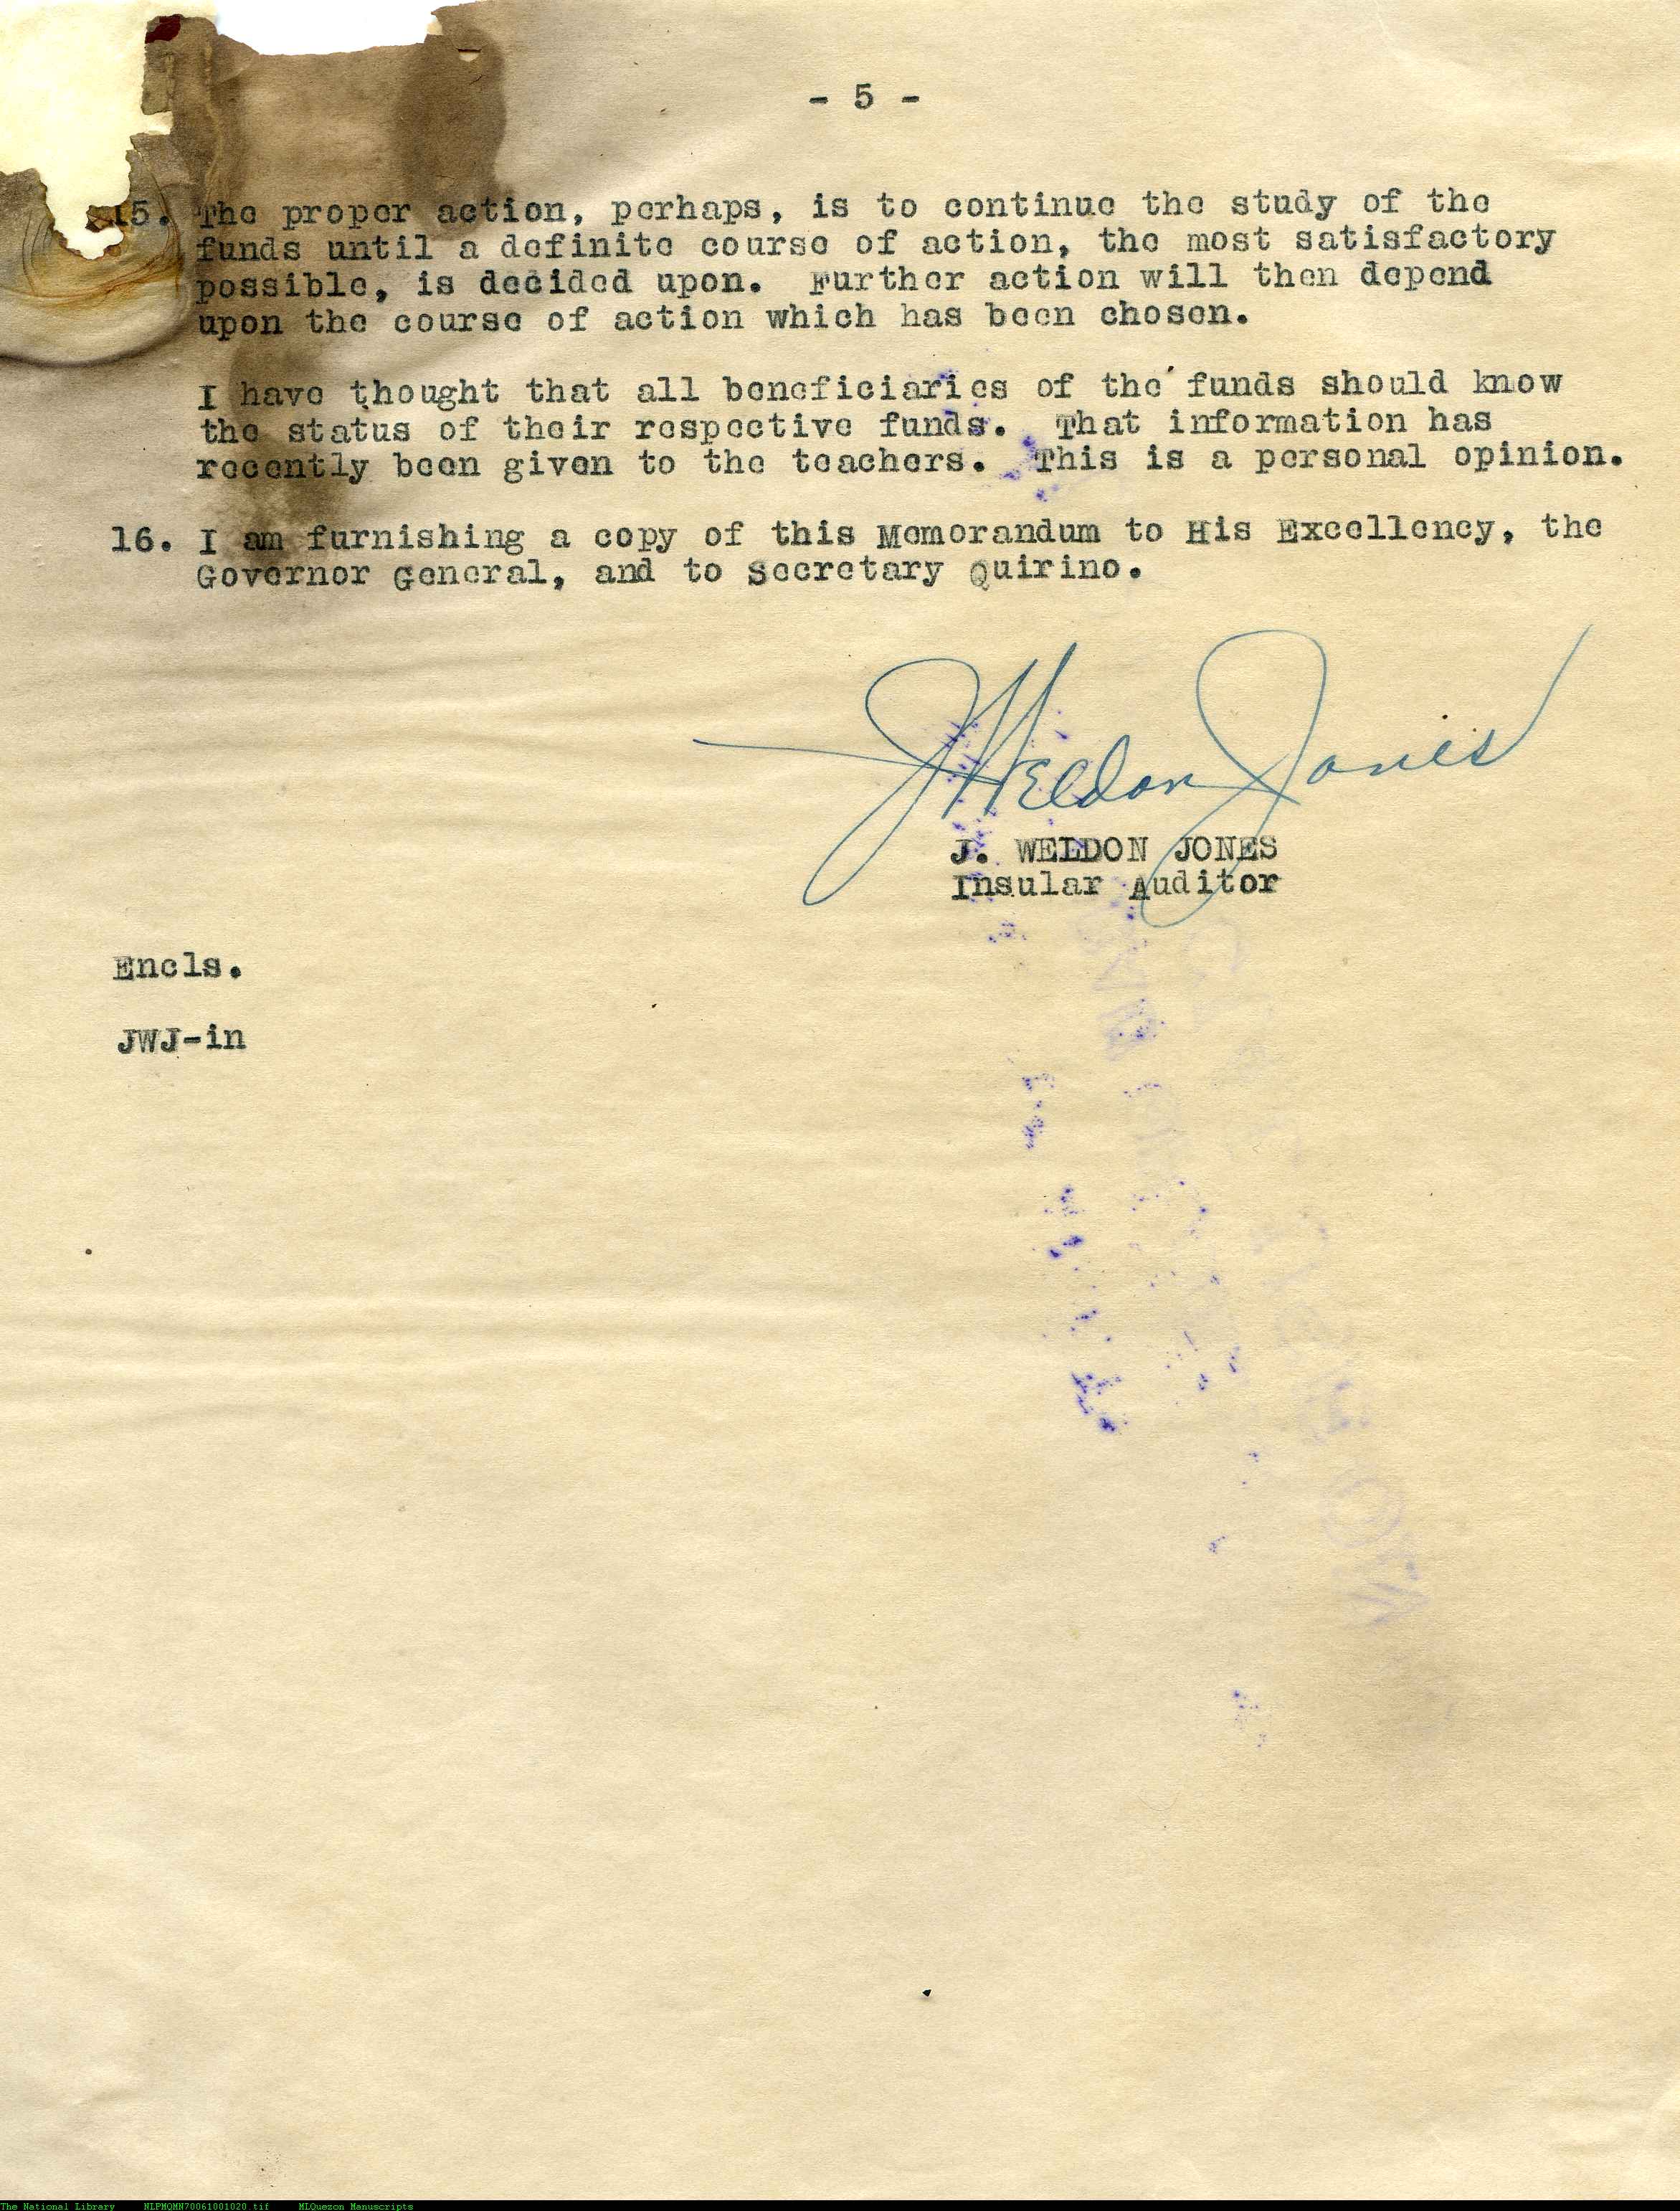 - 5 -
15. The proper action, perhaps, is to continue the study of the
funds until a definite course of action, the most satisfactory
possible, is decided upon. Further action will then depend
upon the course of action which has been chosen.
I have thought that all beneficiaries of the funds should know
the status of their respective funds. That information has
recently been given to the teachers. This is a personal opinion.
16. I am furnishing a copy of this Memorandum to His Excellency, the
Governor General, and to Secretary Quirino.
J Weldon Jones
J. WELDON JONES
Insular Auditor
Encls.
JWJ-in
The National Library NLPMQMN70061001020.tif MLQuezon Manuscripts